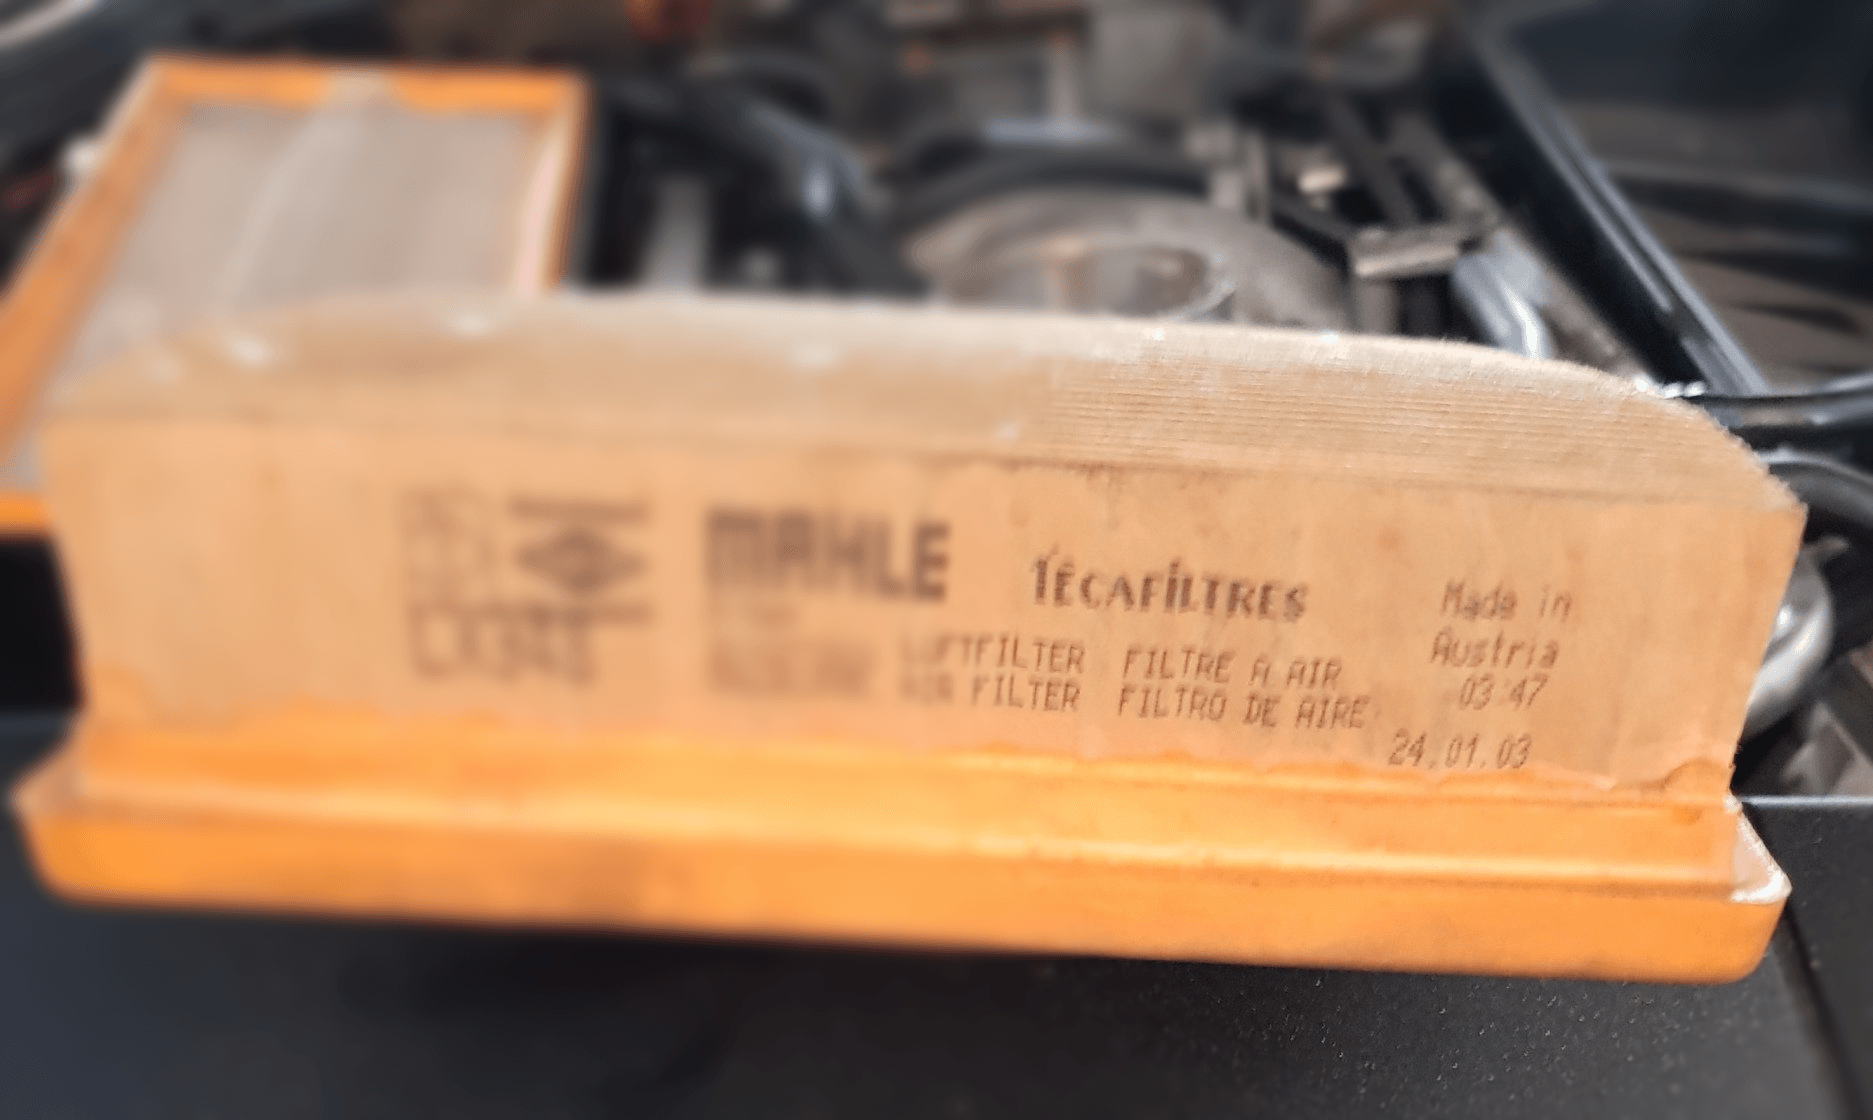 MAHLE
TECAFILTRES
LUFTFILTER FILTRE A AIR
AIR FILTER FILTRO DE AIRE
Made in
Austria
03:47
24.01.03